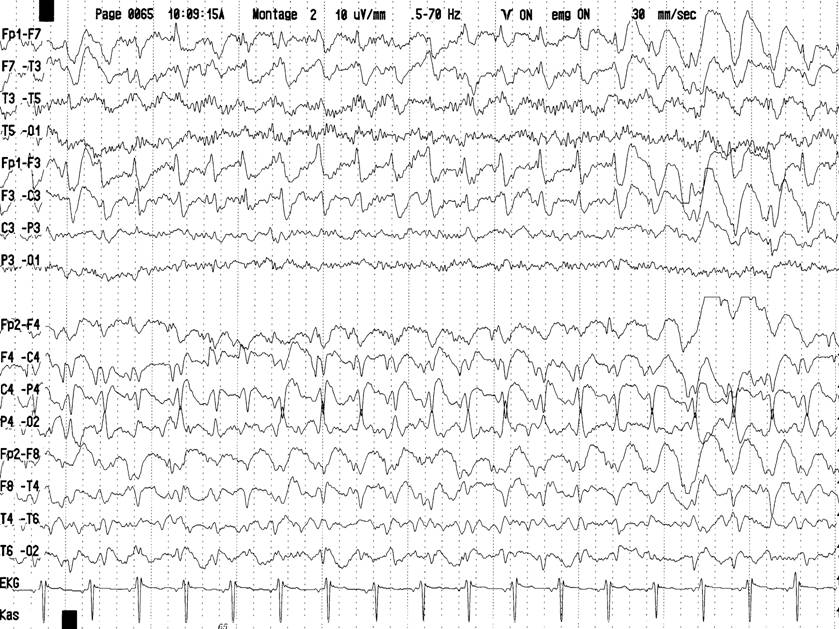 Page 0065 10:09:15A Montage 2 10 uV/mm .5-70 Hz ON emg ON 30 mm/sec
Fp1-F7
F7 -T3
T3 -T5
T5 -O1
Fp1-F3
F3 -C3
C3 -P3
P3 -O1
Fp2-F4
F4 -C4
C4 -P4
P4 -O2
Fp2-F8
F8 -T4
T4 -T6
T6 -O2
EKG
Kas
65